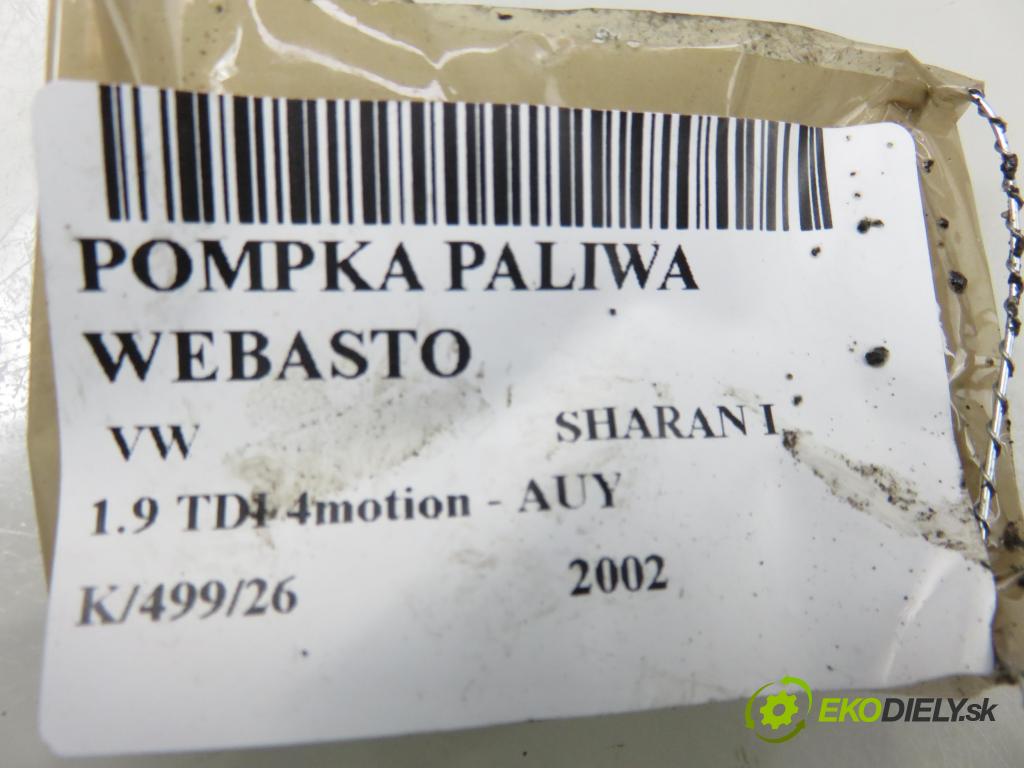 POMPKA PALIWA
WEBASTO
VW SHARAN I
1.9 TDI 4motion - AUY
K/499/26 2002
EKODIELY.sk